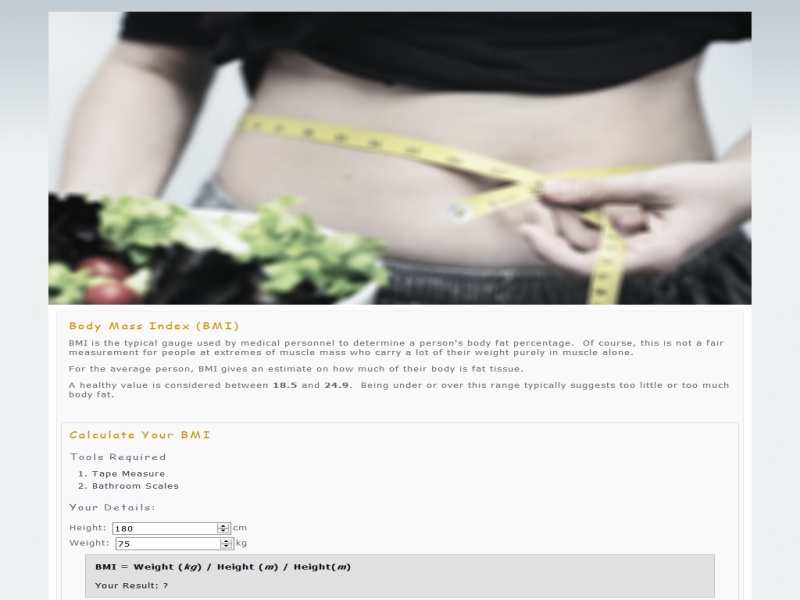 Body Mass Index (BMI)
BMI is the typical gauge used by medical personnel to determine a person's body fat percentage. Of course, this is not a fair
measurement for people at extremes of muscle mass who carry a lot of their weight purely in muscle alone.
For the average person, BMI gives an estimate on how much of their body is fat tissue.
A healthy value is considered between 18.5 and 24.9. Being under or over this range typically suggests too little or too much
body fat.
Calculate Your BMI
Tools Required
1. Tape Measure
2. Bathroom Scales
Your Details:
Height: 180 cm
Weight: 75 kg
BMI = Weight (kg) / Height (m) / Height(m)
Your Result: ?